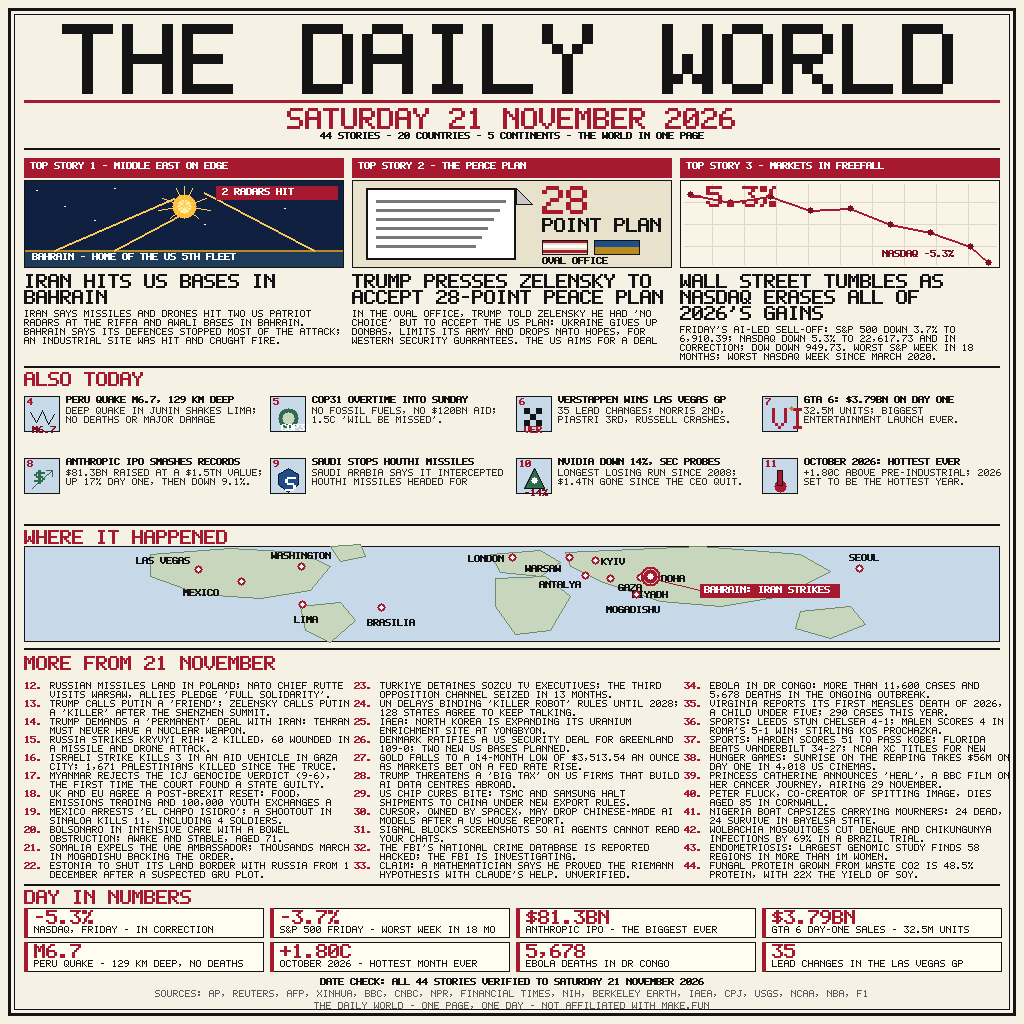 THE DAILY WORLD
SATURDAY 21 NOVEMBER 2026
44 STORIES - 20 COUNTRIES - 5 CONTINENTS - THE WORLD IN ONE PAGE
TOP STORY 1 - MIDDLE EAST ON EDGE
2 RADARS HIT
BAHRAIN - HOME OF THE US 5TH FLEET
IRAN HITS US BASES IN
BAHRAIN
IRAN SAYS MISSILES AND DRONES HIT TWO US PATRIOT
RADARS AT THE RIFFA AND AWALI BASES IN BAHRAIN.
BAHRAIN SAYS ITS DEFENCES STOPPED MOST OF THE ATTACK;
AN INDUSTRIAL SITE WAS HIT AND CAUGHT FIRE.
TOP STORY 2 - THE PEACE PLAN
28
POINT PLAN
OVAL OFFICE
TRUMP PRESSES ZELENSKY TO
ACCEPT 28-POINT PEACE PLAN
IN THE OVAL OFFICE, TRUMP TOLD ZELENSKY HE HAD 'NO
CHOICE' BUT TO ACCEPT THE US PLAN: UKRAINE GIVES UP
DONBAS, LIMITS ITS ARMY AND DROPS NATO HOPES, FOR
WESTERN SECURITY GUARANTEES. THE US AIMS FOR A DEAL
TOP STORY 3 - MARKETS IN FREEFALL
-5.3%
NASDAQ -5.3%
WALL STREET TUMBLES AS
NASDAQ ERASES ALL OF
2026'S GAINS
FRIDAY'S AI-LED SELL-OFF: S&P 500 DOWN 3.7% TO
6,910.39; NASDAQ DOWN 5.3% TO 22,617.73 AND IN
CORRECTION; DOW DOWN 949.73. WORST S&P WEEK IN 18
MONTHS; WORST NASDAQ WEEK SINCE MARCH 2020.
ALSO TODAY
4
M6.7
PERU QUAKE M6.7, 129 KM DEEP
DEEP QUAKE IN JUNIN SHAKES LIMA;
NO DEATHS OR MAJOR DAMAGE
5
COP31
COP31 OVERTIME INTO SUNDAY
NO FOSSIL FUELS, NO $120BN AID;
1.5C 'WILL BE MISSED'.
6
VER
VERSTAPPEN WINS LAS VEGAS GP
35 LEAD CHANGES; NORRIS 2ND,
PIASTRI 3RD, RUSSELL CRASHES.
7
VI
GTA 6: $3.79BN ON DAY ONE
32.5M UNITS; BIGGEST
ENTERTAINMENT LAUNCH EVER.
8
$
ANTHROPIC IPO SMASHES RECORDS
$81.3BN RAISED AT A $1.5TN VALUE;
UP 17% DAY ONE, THEN DOWN 9.1%.
9
SAUDI STOPS HOUTHI MISSILES
SAUDI ARABIA SAYS IT INTERCEPTED
HOUTHI MISSILES HEADED FOR
10
-14%
NVIDIA DOWN 14%, SEC PROBES
LONGEST LOSING RUN SINCE 2008;
$1.4TN GONE SINCE THE CEO QUIT.
11
OCTOBER 2026: HOTTEST EVER
+1.80C ABOVE PRE-INDUSTRIAL; 2026
SET TO BE THE HOTTEST YEAR.
WHERE IT HAPPENED
LAS VEGAS
WASHINGTON
MEXICO
LIMA
BRASILIA
LONDON
WARSAW
KYIV
ANTALYA
GAZA
DOHA
RIYADH
MOGADISHU
SEOUL
BAHRAIN: IRAN STRIKES
MORE FROM 21 NOVEMBER
12. RUSSIAN MISSILES LAND IN POLAND; NATO CHIEF RUTTE
VISITS WARSAW, ALLIES PLEDGE 'FULL SOLIDARITY'.
13. TRUMP CALLS PUTIN A 'FRIEND'; ZELENSKY CALLS PUTIN
A 'KILLER' AFTER THE SHENZHEN SUMMIT.
14. TRUMP DEMANDS A 'PERMANENT' DEAL WITH IRAN: TEHRAN
MUST NEVER HAVE A NUCLEAR WEAPON.
15. RUSSIA STRIKES KRYVYI RIH: 2 KILLED, 60 WOUNDED IN
A MISSILE AND DRONE ATTACK.
16. ISRAELI STRIKE KILLS 3 IN AN AID VEHICLE IN GAZA
CITY; 1,671 PALESTINIANS KILLED SINCE THE TRUCE.
17. MYANMAR REJECTS THE ICJ GENOCIDE VERDICT (9-6),
THE FIRST TIME THE COURT FOUND A STATE GUILTY.
18. UK AND EU AGREE A POST-BREXIT RESET: FOOD,
EMISSIONS TRADING AND 100,000 YOUTH EXCHANGES A
19. MEXICO ARRESTS 'EL CHAPO ISIDRO'; A SHOOTOUT IN
SINALOA KILLS 11, INCLUDING 4 SOLDIERS.
20. BOLSONARO IN INTENSIVE CARE WITH A BOWEL
OBSTRUCTION; AWAKE AND STABLE, AGED 71.
21. SOMALIA EXPELS THE UAE AMBASSADOR; THOUSANDS MARCH
IN MOGADISHU BACKING THE ORDER.
22. ESTONIA TO SHUT ITS LAND BORDER WITH RUSSIA FROM 1
DECEMBER AFTER A SUSPECTED GRU PLOT.
23. TURKIYE DETAINES SOZCU TV EXECUTIVES; THE THIRD
OPPOSITION CHANNEL SEIZED IN 13 MONTHS.
24. UN DELAYS BINDING 'KILLER ROBOT' RULES UNTIL 2028;
128 STATES AGREE TO KEEP TALKING.
25. IAEA: NORTH KOREA IS EXPANDING ITS URANIUM
ENRICHMENT SITE AT YONGBYON.
26. DENMARK RATIFIES A US SECURITY DEAL FOR GREENLAND
109-0; TWO NEW US BASES PLANNED.
27. GOLD FALLS TO A 14-MONTH LOW OF $3,513.54 AN OUNCE
AS MARKETS BET ON A FED RATE RISE.
28. TRUMP THREATENS A 'BIG TAX' ON US FIRMS THAT BUILD
AI DATA CENTRES ABROAD.
29. US CHIP CURBS BITE: TSMC AND SAMSUNG HALT
SHIPMENTS TO CHINA UNDER NEW EXPORT RULES.
30. CURSOR, OWNED BY SPACEX, MAY DROP CHINESE-MADE AI
MODELS AFTER A US HOUSE REPORT.
31. SIGNAL BLOCKS SCREENSHOTS SO AI AGENTS CANNOT READ
YOUR CHATS.
32. THE FBI'S NATIONAL CRIME DATABASE IS REPORTED
HACKED; THE FBI IS INVESTIGATING.
33. CLAIM: A MATHEMATICIAN SAYS HE PROVED THE RIEMANN
HYPOTHESIS WITH CLAUDE'S HELP. UNVERIFIED.
34. EBOLA IN DR CONGO: MORE THAN 11,600 CASES AND
5,678 DEATHS IN THE ONGOING OUTBREAK.
35. VIRGINIA REPORTS ITS FIRST MEASLES DEATH OF 2026,
A CHILD UNDER FIVE; 290 CASES THIS YEAR.
36. SPORTS: LEEDS STUN CHELSEA 4-1; MALEN SCORES 4 IN
ROMA'S 5-1 WIN; STIRLING KOS PROCHAZKA.
37. SPORTS: HARDEN SCORES 51 TO PASS KOBE; FLORIDA
BEATS VANDERBILT 34-27; NCAA XC TITLES FOR NEW
38. HUNGER GAMES: SUNRISE ON THE REAPING TAKES $56M ON
DAY ONE IN 4,018 US CINEMAS.
39. PRINCESS CATHERINE ANNOUNCES 'HEAL', A BBC FILM ON
HER CANCER JOURNEY, AIRING 29 NOVEMBER.
40. PETER FLUCK, CO-CREATOR OF SPITTING IMAGE, DIES
AGED 85 IN CORNWALL.
41. NIGERIA BOAT CAPSIZES CARRYING MOURNERS: 24 DEAD,
24 SURVIVE IN BAYELSA STATE.
42. WOLBACHIA MOSQUITOES CUT DENGUE AND CHIKUNGUNYA
INFECTIONS BY 69% IN A BRAZIL TRIAL.
43. ENDOMETRIOSIS: LARGEST GENOMIC STUDY FINDS 58
REGIONS IN MORE THAN 1M WOMEN.
44. FUNGAL PROTEIN GROWN FROM WASTE CO2 IS 48.5%
PROTEIN, WITH 22X THE YIELD OF SOY.
DAY IN NUMBERS
-5.3%
NASDAQ, FRIDAY - IN CORRECTION
-3.7%
S&P 500 FRIDAY - WORST WEEK IN 18 MO
$81.3BN
ANTHROPIC IPO - THE BIGGEST EVER
$3.79BN
GTA 6 DAY-ONE SALES - 32.5M UNITS
M6.7
PERU QUAKE - 129 KM DEEP, NO DEATHS
+1.80C
OCTOBER 2026 - HOTTEST MONTH EVER
5,678
EBOLA DEATHS IN DR CONGO
35
LEAD CHANGES IN THE LAS VEGAS GP
DATE CHECK: ALL 44 STORIES VERIFIED TO SATURDAY 21 NOVEMBER 2026
SOURCES: AP, REUTERS, AFP, XINHUA, BBC, CNBC, NPR, FINANCIAL TIMES, NIH, BERKELEY EARTH, IAEA, CPJ, USGS, NCAA, NBA, F1
THE DAILY WORLD - ONE PAGE, ONE DAY - NOT AFFILIATED WITH MAKE.FUN